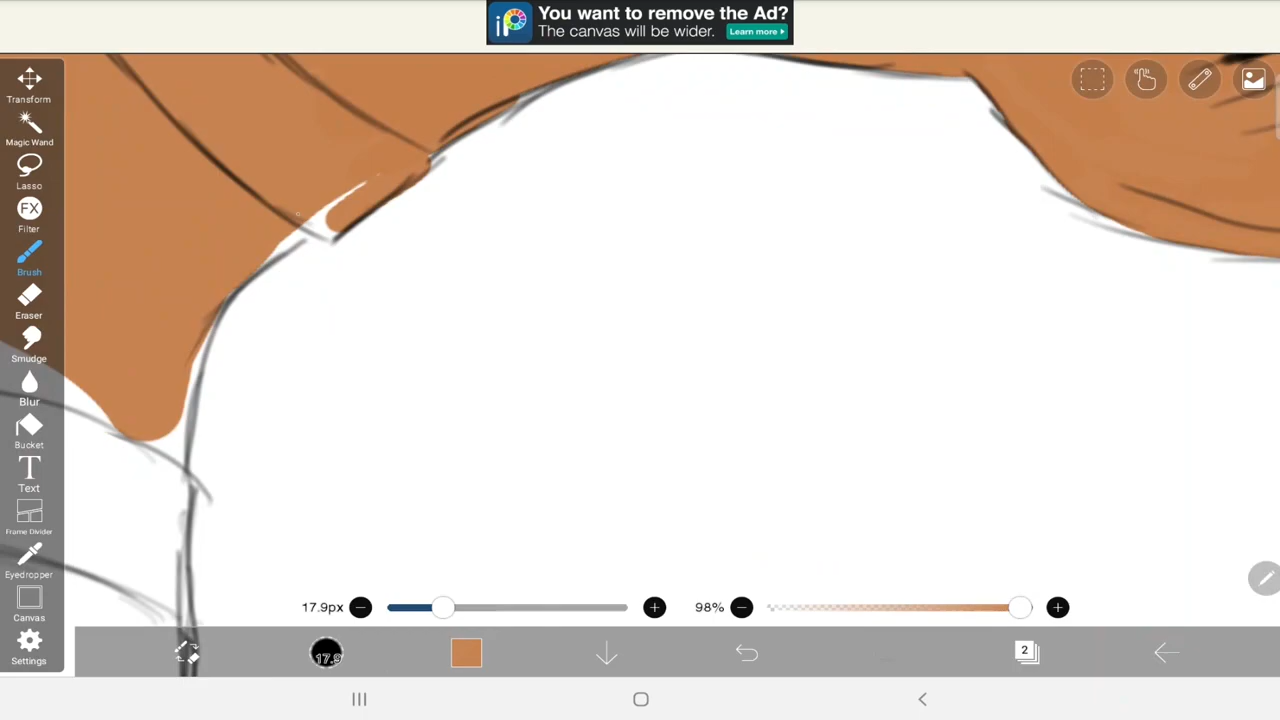 iP
You want to remove the Ad?
The canvas will be wider.
Learn more
Transform
Magic Wand
Lasso
FX
Filter
Brush
Eraser
Smudge
Blur
Bucket
T
Text
Frame Divider
Eyedropper
Canvas
Settings
17.9px
98%
17.9
2